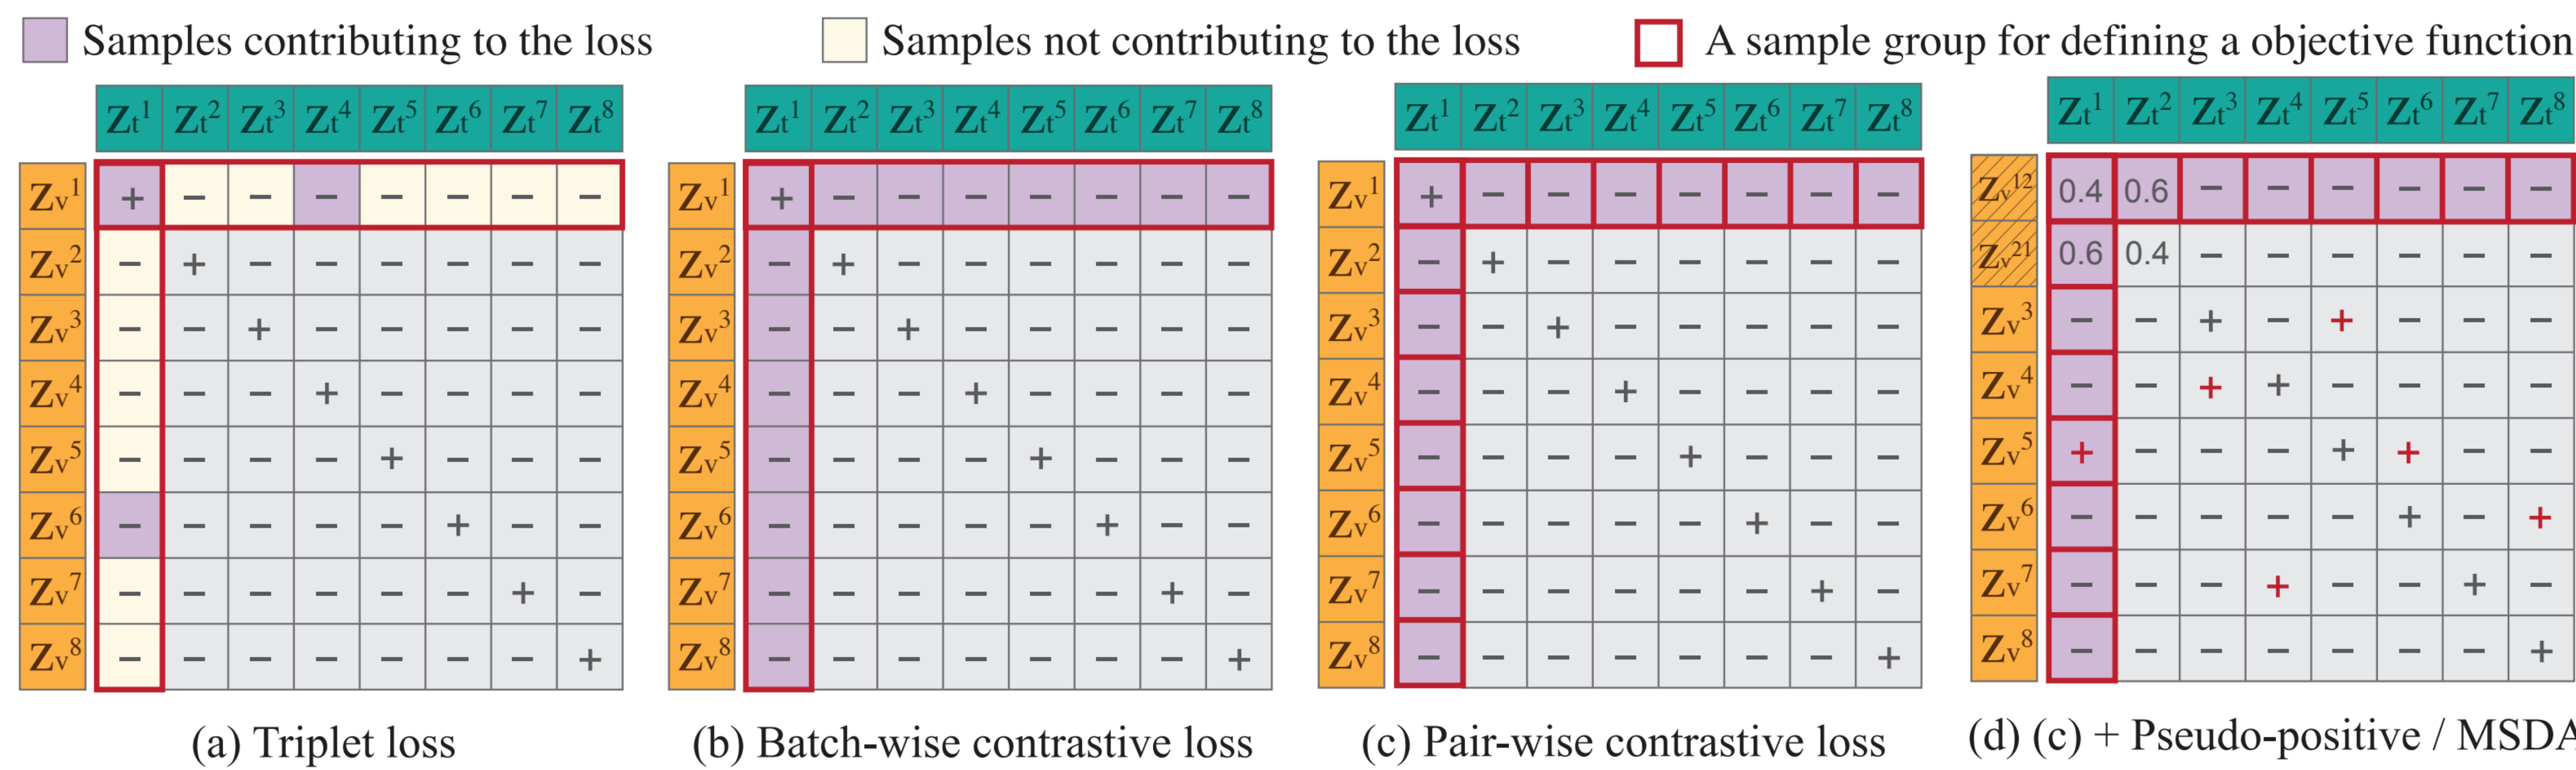 Samples contributing to the loss
Samples not contributing to the loss
A sample group for defining a objective function
Zt1 Zt2 Zt3 Zt4 Zt5 Zt6 Zt7 Zt8
Zv1 + − − − − − − −
Zv2 − + − − − − − −
Zv3 − − + − − − − −
Zv4 − − − + − − − −
Zv5 − − − − + − − −
Zv6 − − − − − + − −
Zv7 − − − − − − + −
Zv8 − − − − − − − +
(a) Triplet loss
Zt1 Zt2 Zt3 Zt4 Zt5 Zt6 Zt7 Zt8
Zv1 + − − − − − − −
Zv2 − + − − − − − −
Zv3 − − + − − − − −
Zv4 − − − + − − − −
Zv5 − − − − + − − −
Zv6 − − − − − + − −
Zv7 − − − − − − + −
Zv8 − − − − − − − +
(b) Batch-wise contrastive loss
Zt1 Zt2 Zt3 Zt4 Zt5 Zt6 Zt7 Zt8
Zv1 + − − − − − − −
Zv2 − + − − − − − −
Zv3 − − + − − − − −
Zv4 − − − + − − − −
Zv5 − − − − + − − −
Zv6 − − − − − + − −
Zv7 − − − − − − + −
Zv8 − − − − − − − +
(c) Pair-wise contrastive loss
Zt1 Zt2 Zt3 Zt4 Zt5 Zt6 Zt7 Zt8
Zv12 0.4 0.6 − − − − − −
Zv21 0.6 0.4 − − − − − −
Zv3 − − + − + − − −
Zv4 − − + + − − − −
Zv5 + − − − + + − −
Zv6 − − − − − + − +
Zv7 − − − + − − + −
Zv8 − − − − − − − +
(d) (c) + Pseudo-positive / MSDA